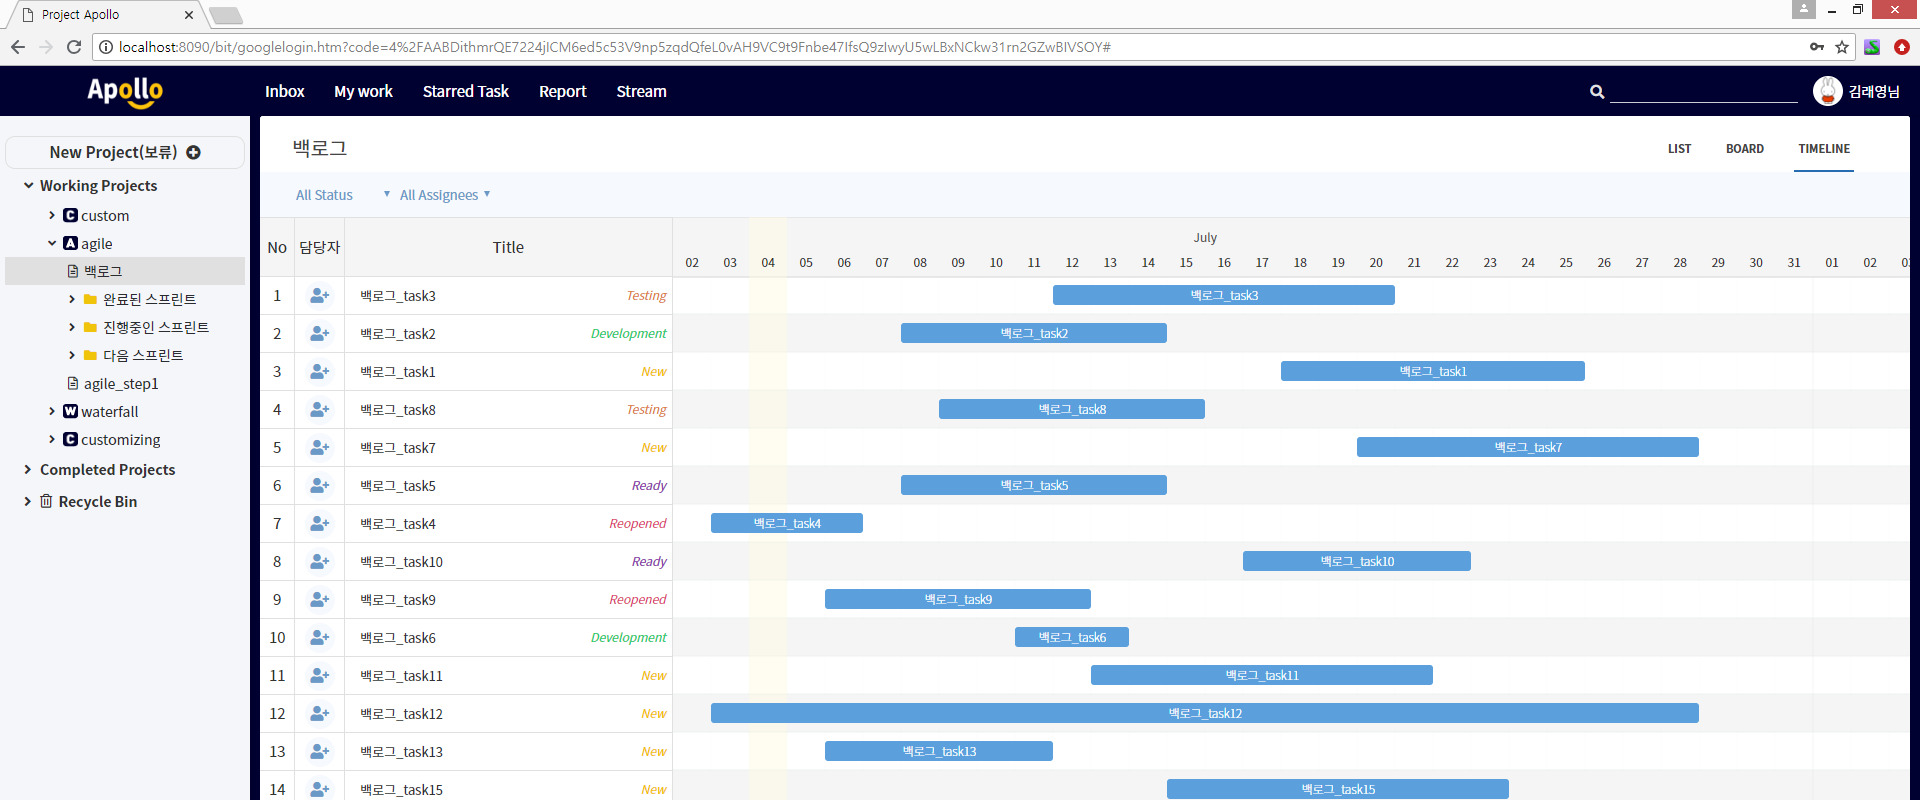 Project Apollo
localhost:8090/bit/googlelogin.htm?code=4%2FAABDithmrQE7224jICM6ed5c53V9np5zqdQfeL0vAH9VC9t9Fnbe47IfsQ9zIwyU5wLBxNCkw31rn2GZwBIVSOY#
Apollo Inbox My work Starred Task Report Stream 김래영님
New Project(보류)
Working Projects
custom
agile
백로그
완료된 스프린트
진행중인 스프린트
다음 스프린트
agile_step1
waterfall
customizing
Completed Projects
Recycle Bin
백로그 LIST BOARD TIMELINE
All Status All Assignees
No 담당자 Title
July
02 03 04 05 06 07 08 09 10 11 12 13 14 15 16 17 18 19 20 21 22 23 24 25 26 27 28 29 30 31 01 02
1 백로그_task3 Testing 백로그_task3
2 백로그_task2 Development 백로그_task2
3 백로그_task1 New 백로그_task1
4 백로그_task8 Testing 백로그_task8
5 백로그_task7 New 백로그_task7
6 백로그_task5 Ready 백로그_task5
7 백로그_task4 Reopened 백로그_task4
8 백로그_task10 Ready 백로그_task10
9 백로그_task9 Reopened 백로그_task9
10 백로그_task6 Development 백로그_task6
11 백로그_task11 New 백로그_task11
12 백로그_task12 New 백로그_task12
13 백로그_task13 New 백로그_task13
14 백로그_task15 New 백로그_task15